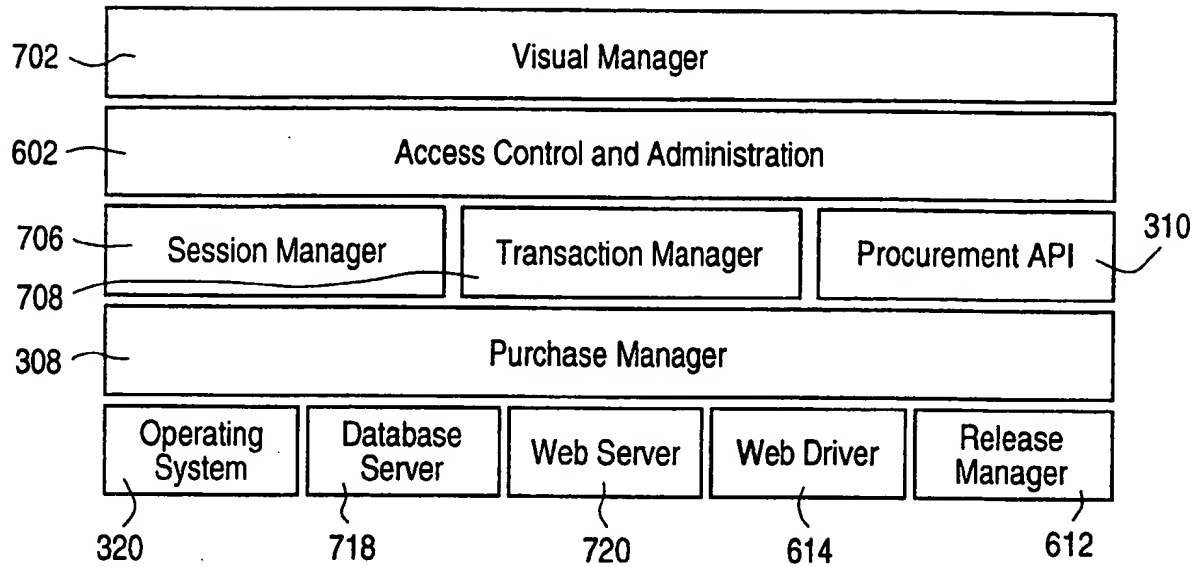 702
Visual Manager
602
Access Control and Administration
706
Session Manager
Transaction Manager
Procurement API
310
708
308
Purchase Manager
Operating
System
Database
Server
Web Server
Web Driver
Release
Manager
320
718
720
614
612